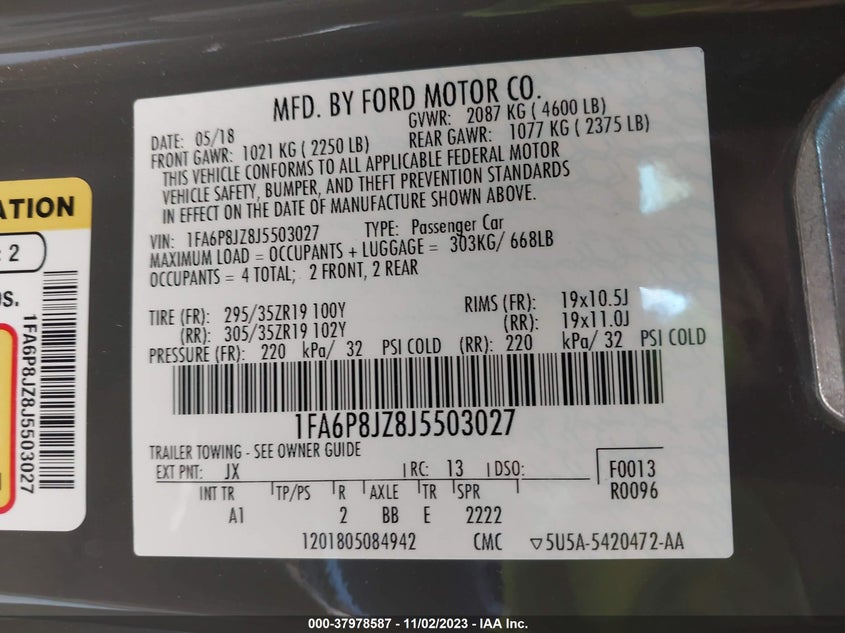 MFD. BY FORD MOTOR CO.
DATE: 05/18 GVWR: 2087 KG ( 4600 LB)
FRONT GAWR: 1021 KG ( 2250 LB) REAR GAWR: 1077 KG ( 2375 LB)
THIS VEHICLE CONFORMS TO ALL APPLICABLE FEDERAL MOTOR
VEHICLE SAFETY, BUMPER, AND THEFT PREVENTION STANDARDS
IN EFFECT ON THE DATE OF MANUFACTURE SHOWN ABOVE.
VIN: 1FA6P8JZ8J5503027 TYPE: Passenger Car
MAXIMUM LOAD = OCCUPANTS + LUGGAGE = 303KG/ 668LB
OCCUPANTS = 4 TOTAL; 2 FRONT, 2 REAR
TIRE (FR): 295/35ZR19 100Y RIMS (FR): 19x10.5J
(RR): 305/35ZR19 102Y (RR): 19x11.0J
PRESSURE (FR): 220 kPa/ 32 PSI COLD (RR): 220 kPa/ 32 PSI COLD
1FA6P8JZ8J5503027
TRAILER TOWING - SEE OWNER GUIDE
EXT PNT: JX RC: 13 DSO: F0013
INT TR TP/PS R AXLE TR SPR R0096
A1 2 BB E 2222
1201805084942 CMC ▽5U5A-5420472-AA
ATION
: 2
os.
1FA6P8JZ8J5503027
000-37978587 - 11/02/2023 - IAA Inc.